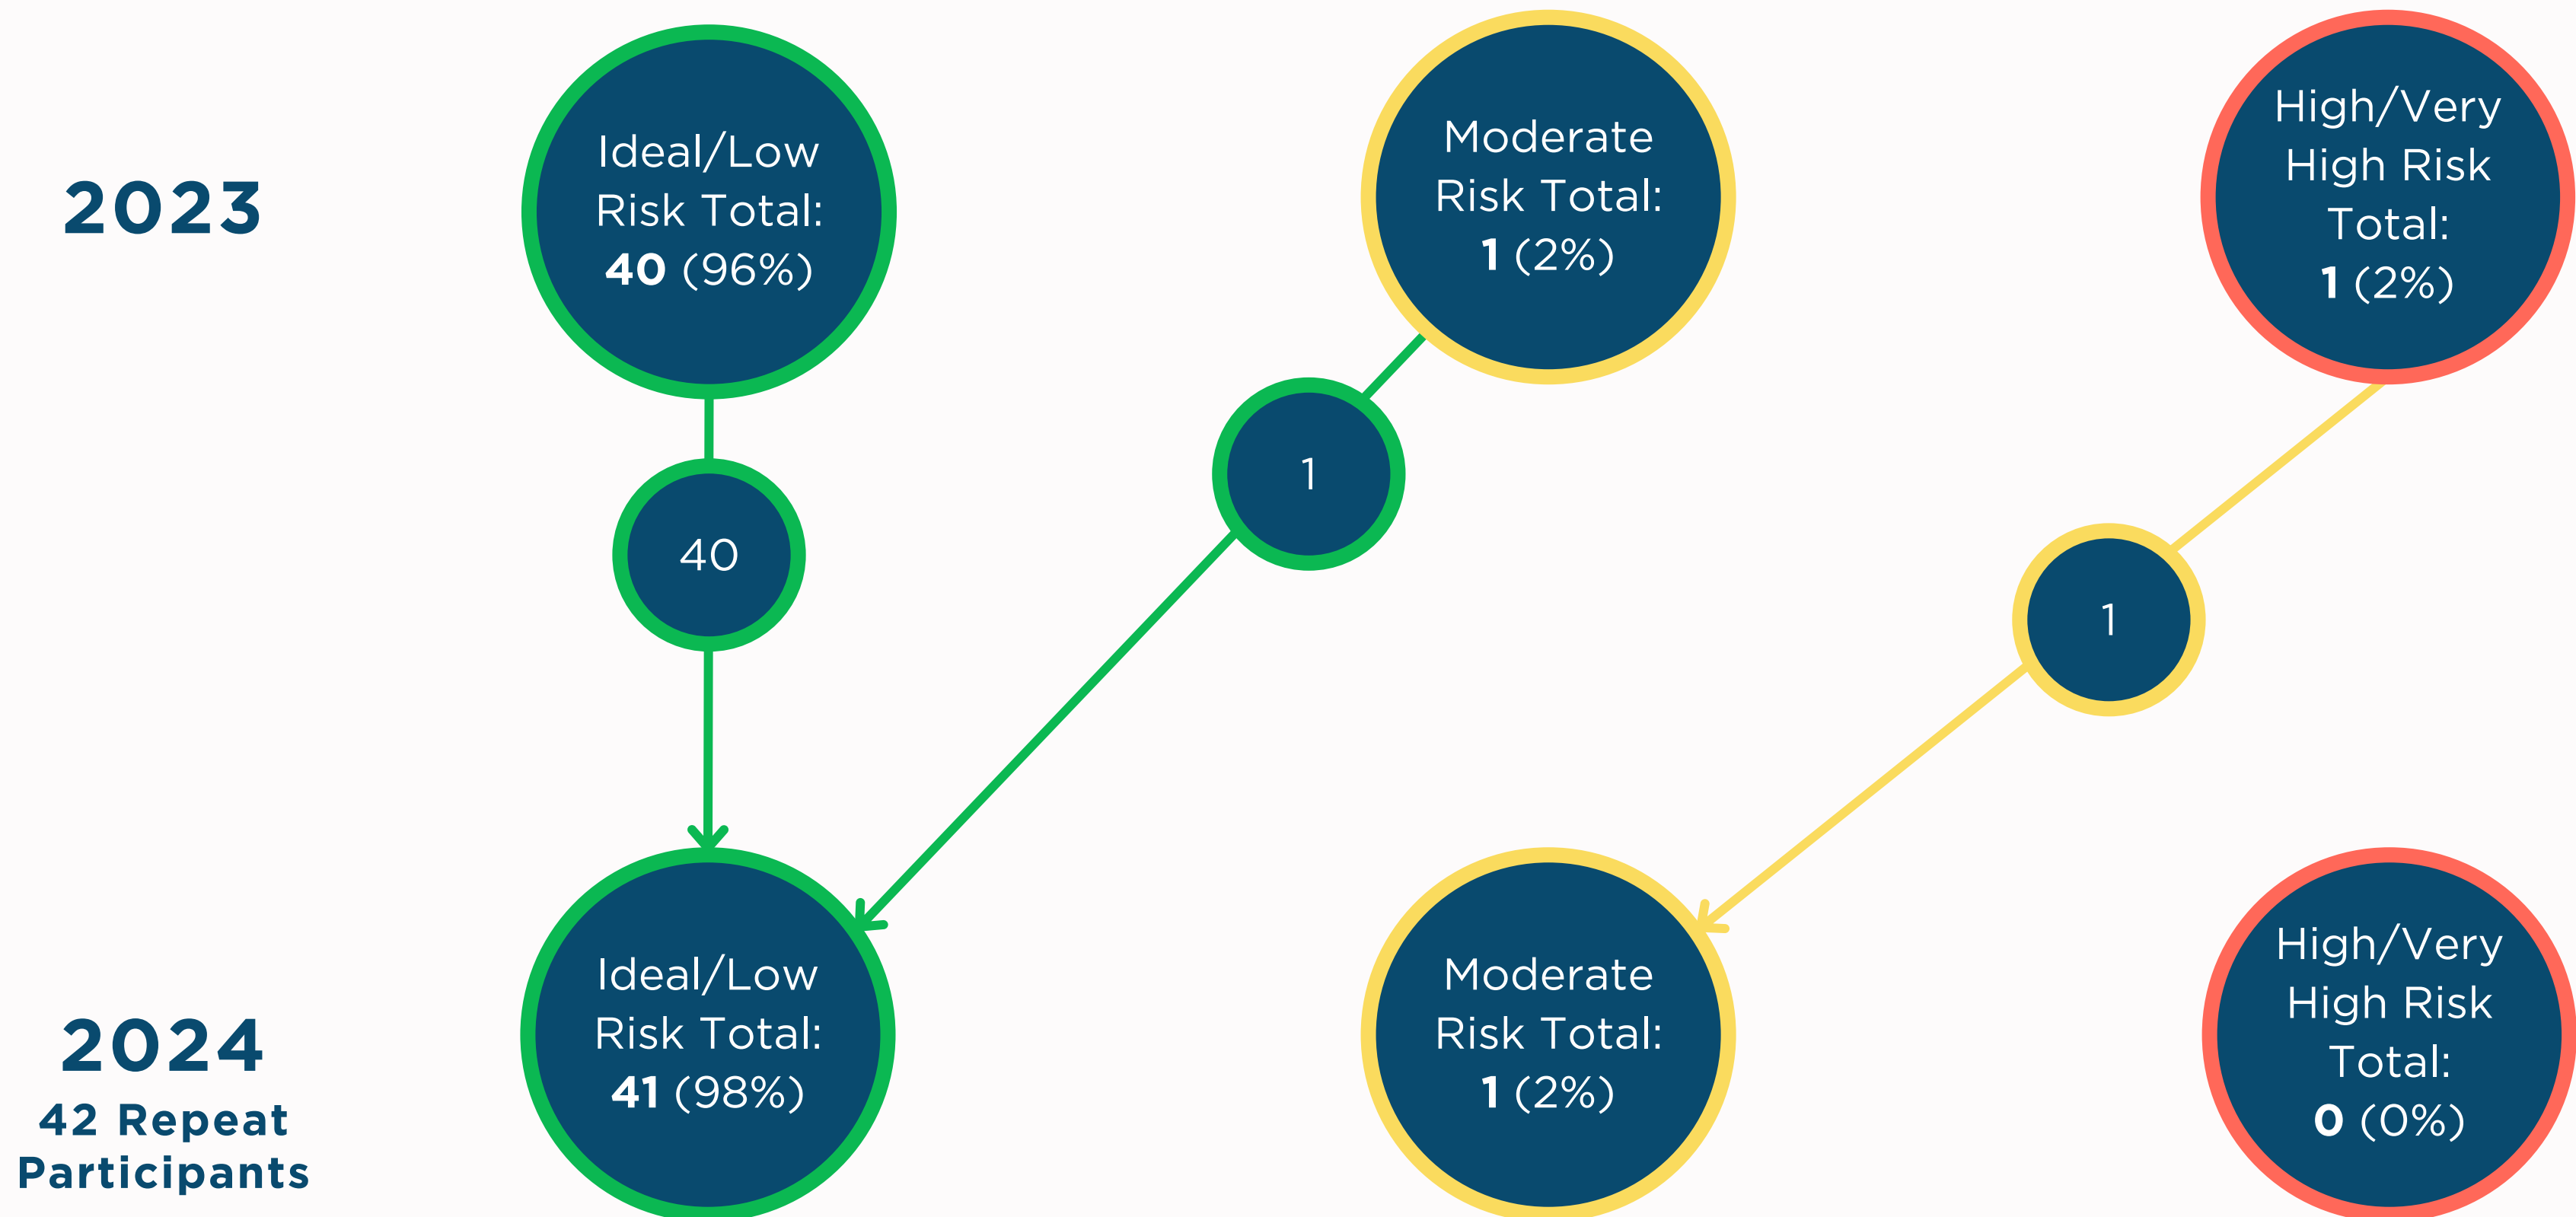 2023
Ideal/Low
Risk Total:
40 (96%)
Moderate
Risk Total:
1 (2%)
High/Very
High Risk
Total:
1 (2%)
40
1
1
2024
42 Repeat
Participants
Ideal/Low
Risk Total:
41 (98%)
Moderate
Risk Total:
1 (2%)
High/Very
High Risk
Total:
0 (0%)